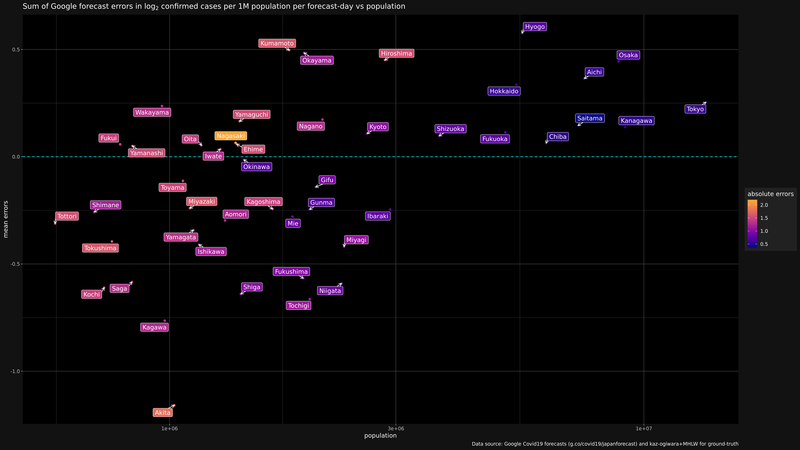 Sum of Google forecast errors in log2 confirmed cases per 1M population per forecast-day vs population
Hyogo
Kumamoto
0.5
Hiroshima
Osaka
Okayama
Aichi
Hokkaido
Wakayama
Tokyo
Yamaguchi
Saitama
Kanagawa
Nagano
Kyoto
Shizuoka
Fukui
Oita
Nagasaki
Fukuoka
Chiba
Yamanashi
Iwate
Ehime
0.0
Okinawa
Gifu
Toyama
absolute errors
2.0
1.5
1.0
0.5
Shimane
Miyazaki
Kagoshima
Gunma
Tottori
Aomori
Ibaraki
mean errors
Mie
Yamagata
Miyagi
Tokushima
Ishikawa
-0.5
Fukushima
Kochi
Saga
Shiga
Niigata
Tochigi
Kagawa
-1.0
Akita
1e+06
3e+06
1e+07
population
Data source: Google Covid19 forecasts (g.co/covid19/japanforecast) and kaz-ogiwara+MHLW for ground-truth